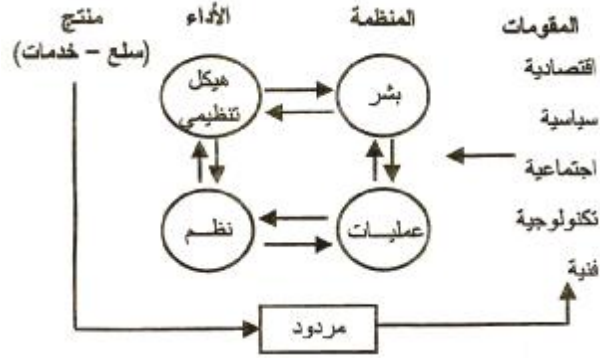 المقومات
اقتصادية
سياسية
اجتماعية
تكنولوجية
فنية
المنظمة
الأداء
بشر
هيكل
تنظيمي
عمليات
نظم
منتج
(سلع – خدمات)
مردود